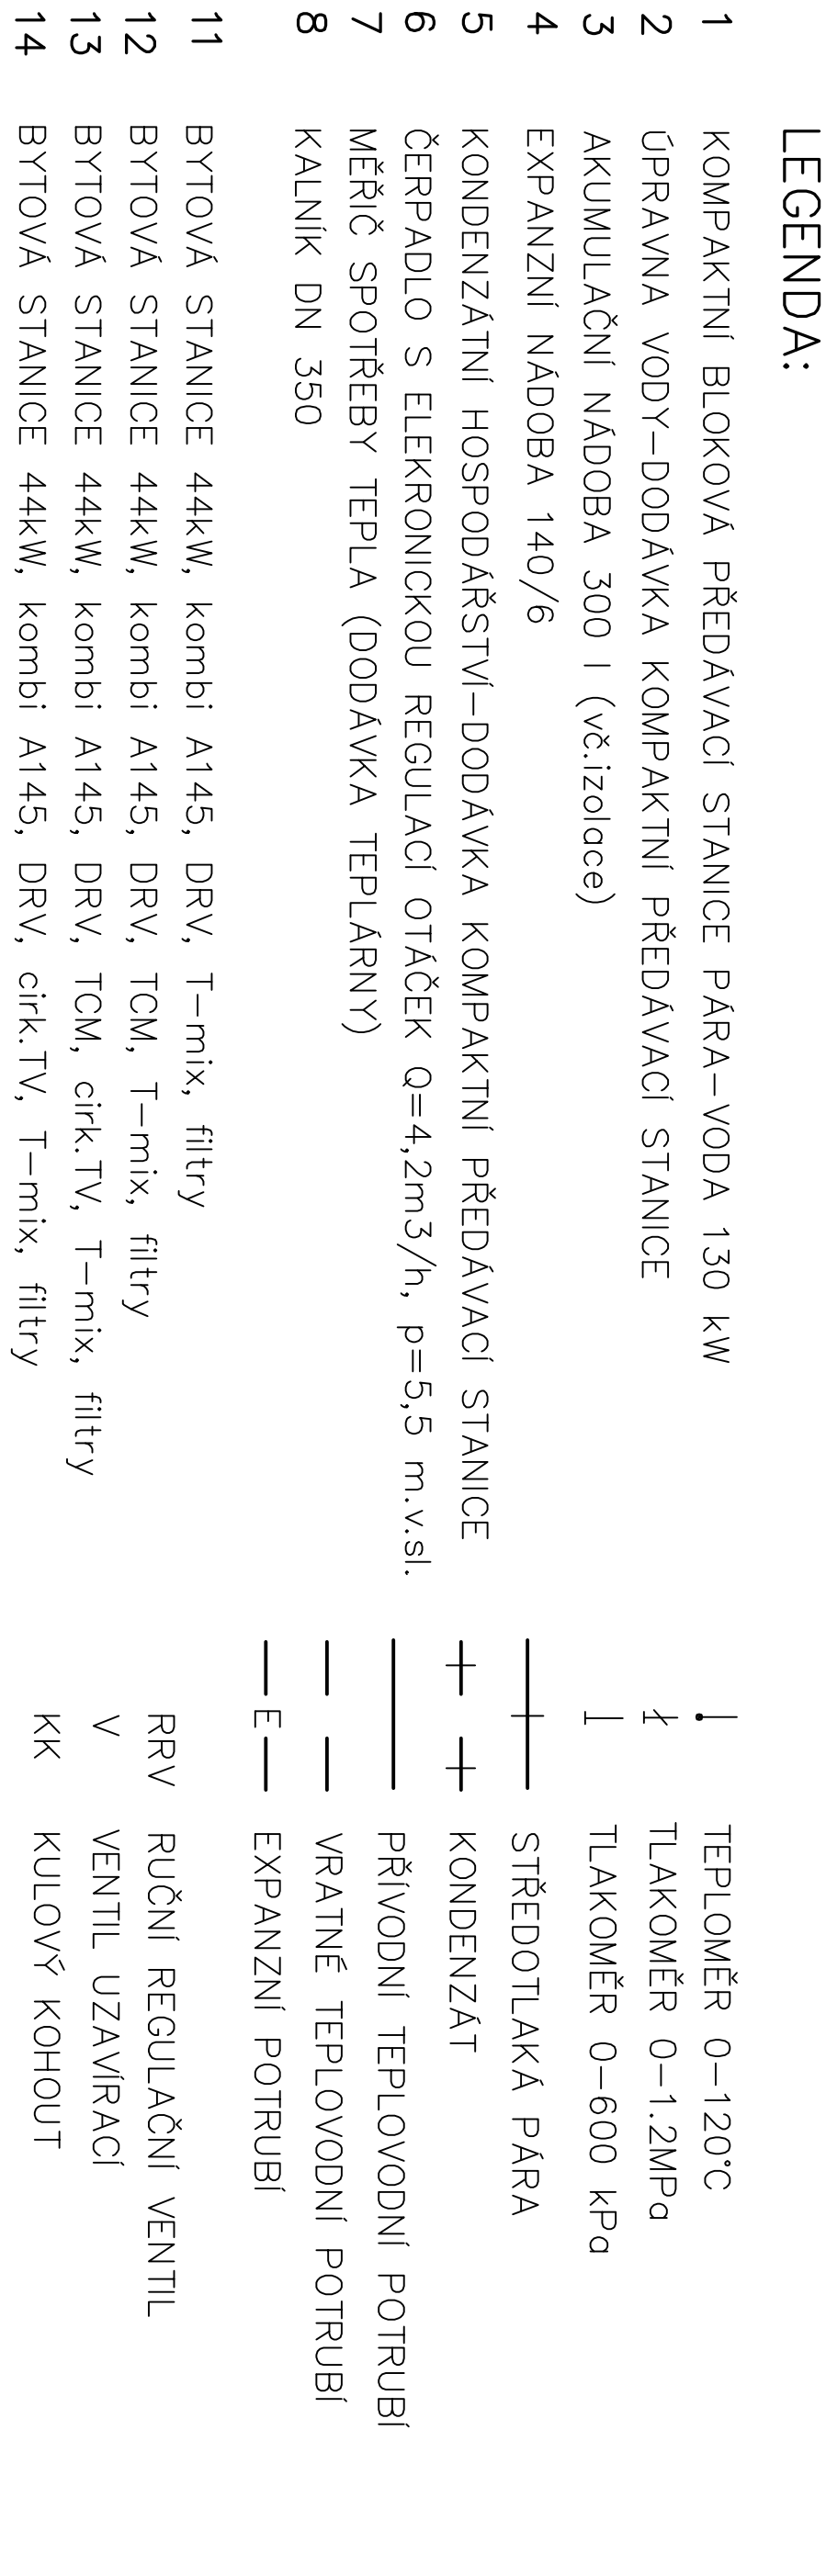 LEGENDA:
1 KOMPAKTNÍ BLOKOVÁ PŘEDÁVACÍ STANICE PÁRA-VODA 130 kW
2 ÚPRAVNA VODY-DODÁVKA KOMPAKTNÍ PŘEDÁVACÍ STANICE
3 AKUMULAČNÍ NÁDOBA 300 l (vč.izolace)
4 EXPANZNÍ NÁDOBA 140/6
5 KONDENZÁTNÍ HOSPODÁŘSTVÍ-DODÁVKA KOMPAKTNÍ PŘEDÁVACÍ STANICE
6 ČERPADLO S ELEKRONICKOU REGULACÍ OTÁČEK Q=4,2m3/h, p=5,5 m.v.sl.
7 MĚŘIČ SPOTŘEBY TEPLA (DODÁVKA TEPLÁRNY)
8 KALNÍK DN 350
11 BYTOVÁ STANICE 44kW, kombi A145, DRV, T-mix, filtry
12 BYTOVÁ STANICE 44kW, kombi A145, DRV, TCM, T-mix, filtry
13 BYTOVÁ STANICE 44kW, kombi A145, DRV, TCM, cirk.TV, T-mix, filtry
14 BYTOVÁ STANICE 44kW, kombi A145, DRV, cirk.TV, T-mix, filtry
TEPLOMĚR 0-120°C
TLAKOMĚR 0-1.2MPa
TLAKOMĚR 0-600 kPa
STŘEDOTLAKÁ PÁRA
KONDENZÁT
PŘÍVODNÍ TEPLOVODNÍ POTRUBÍ
VRATNÉ TEPLOVODNÍ POTRUBÍ
E EXPANZNÍ POTRUBÍ
RRV RUČNÍ REGULAČNÍ VENTIL
V VENTIL UZAVÍRACÍ
KK KULOVÝ KOHOUT